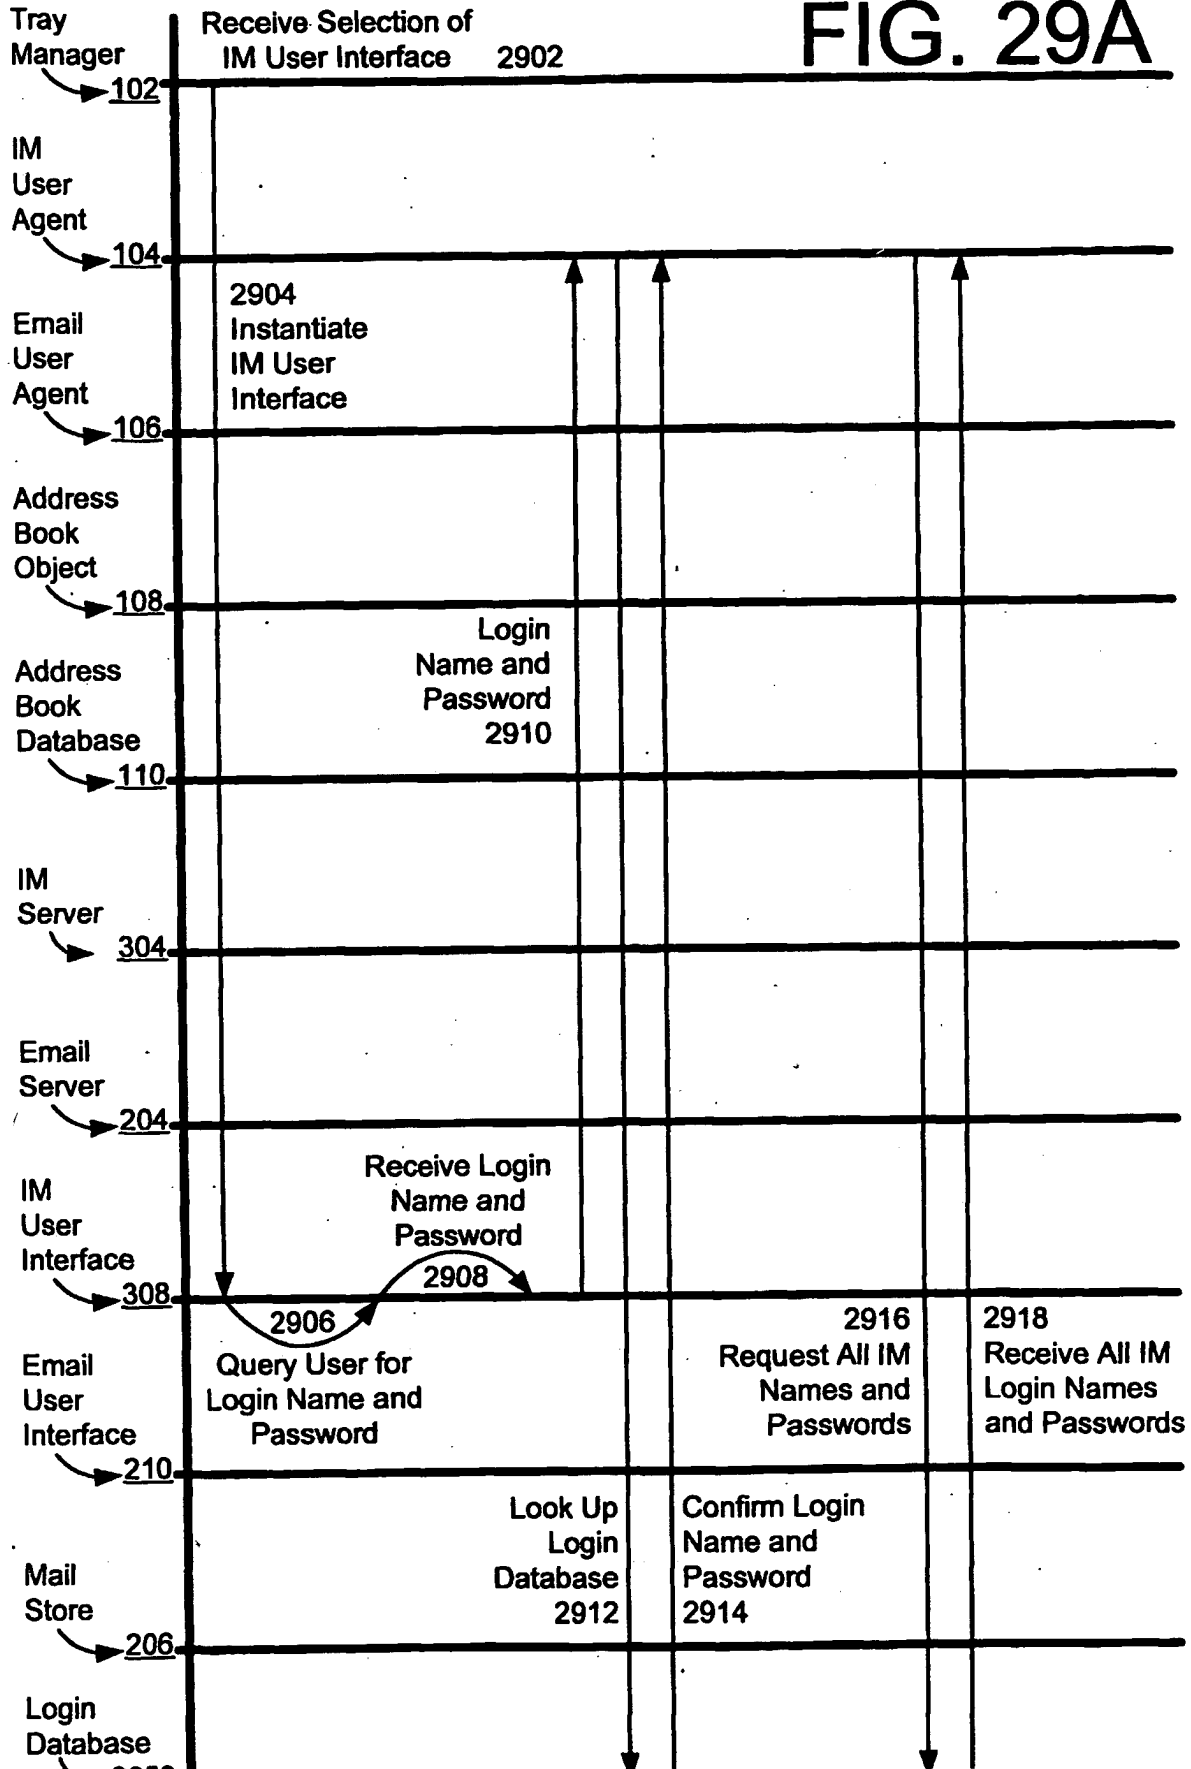 FIG. 29A
Tray
Manager
102
Receive Selection of
IM User Interface 2902
IM
User
Agent
104
2904
Instantiate
IM User
Interface
Email
User
Agent
106
Address
Book
Object
108
Login
Name and
Password
2910
Address
Book
Database
110
IM
Server
304
Email
Server
204
Receive Login
Name and
Password
2908
IM
User
Interface
308
2906
Query User for
Login Name and
Password
2916
Request All IM
Names and
Passwords
2918
Receive All IM
Login Names
and Passwords
Email
User
Interface
210
Look Up
Login
Database
2912
Confirm Login
Name and
Password
2914
Mail
Store
206
Login
Database